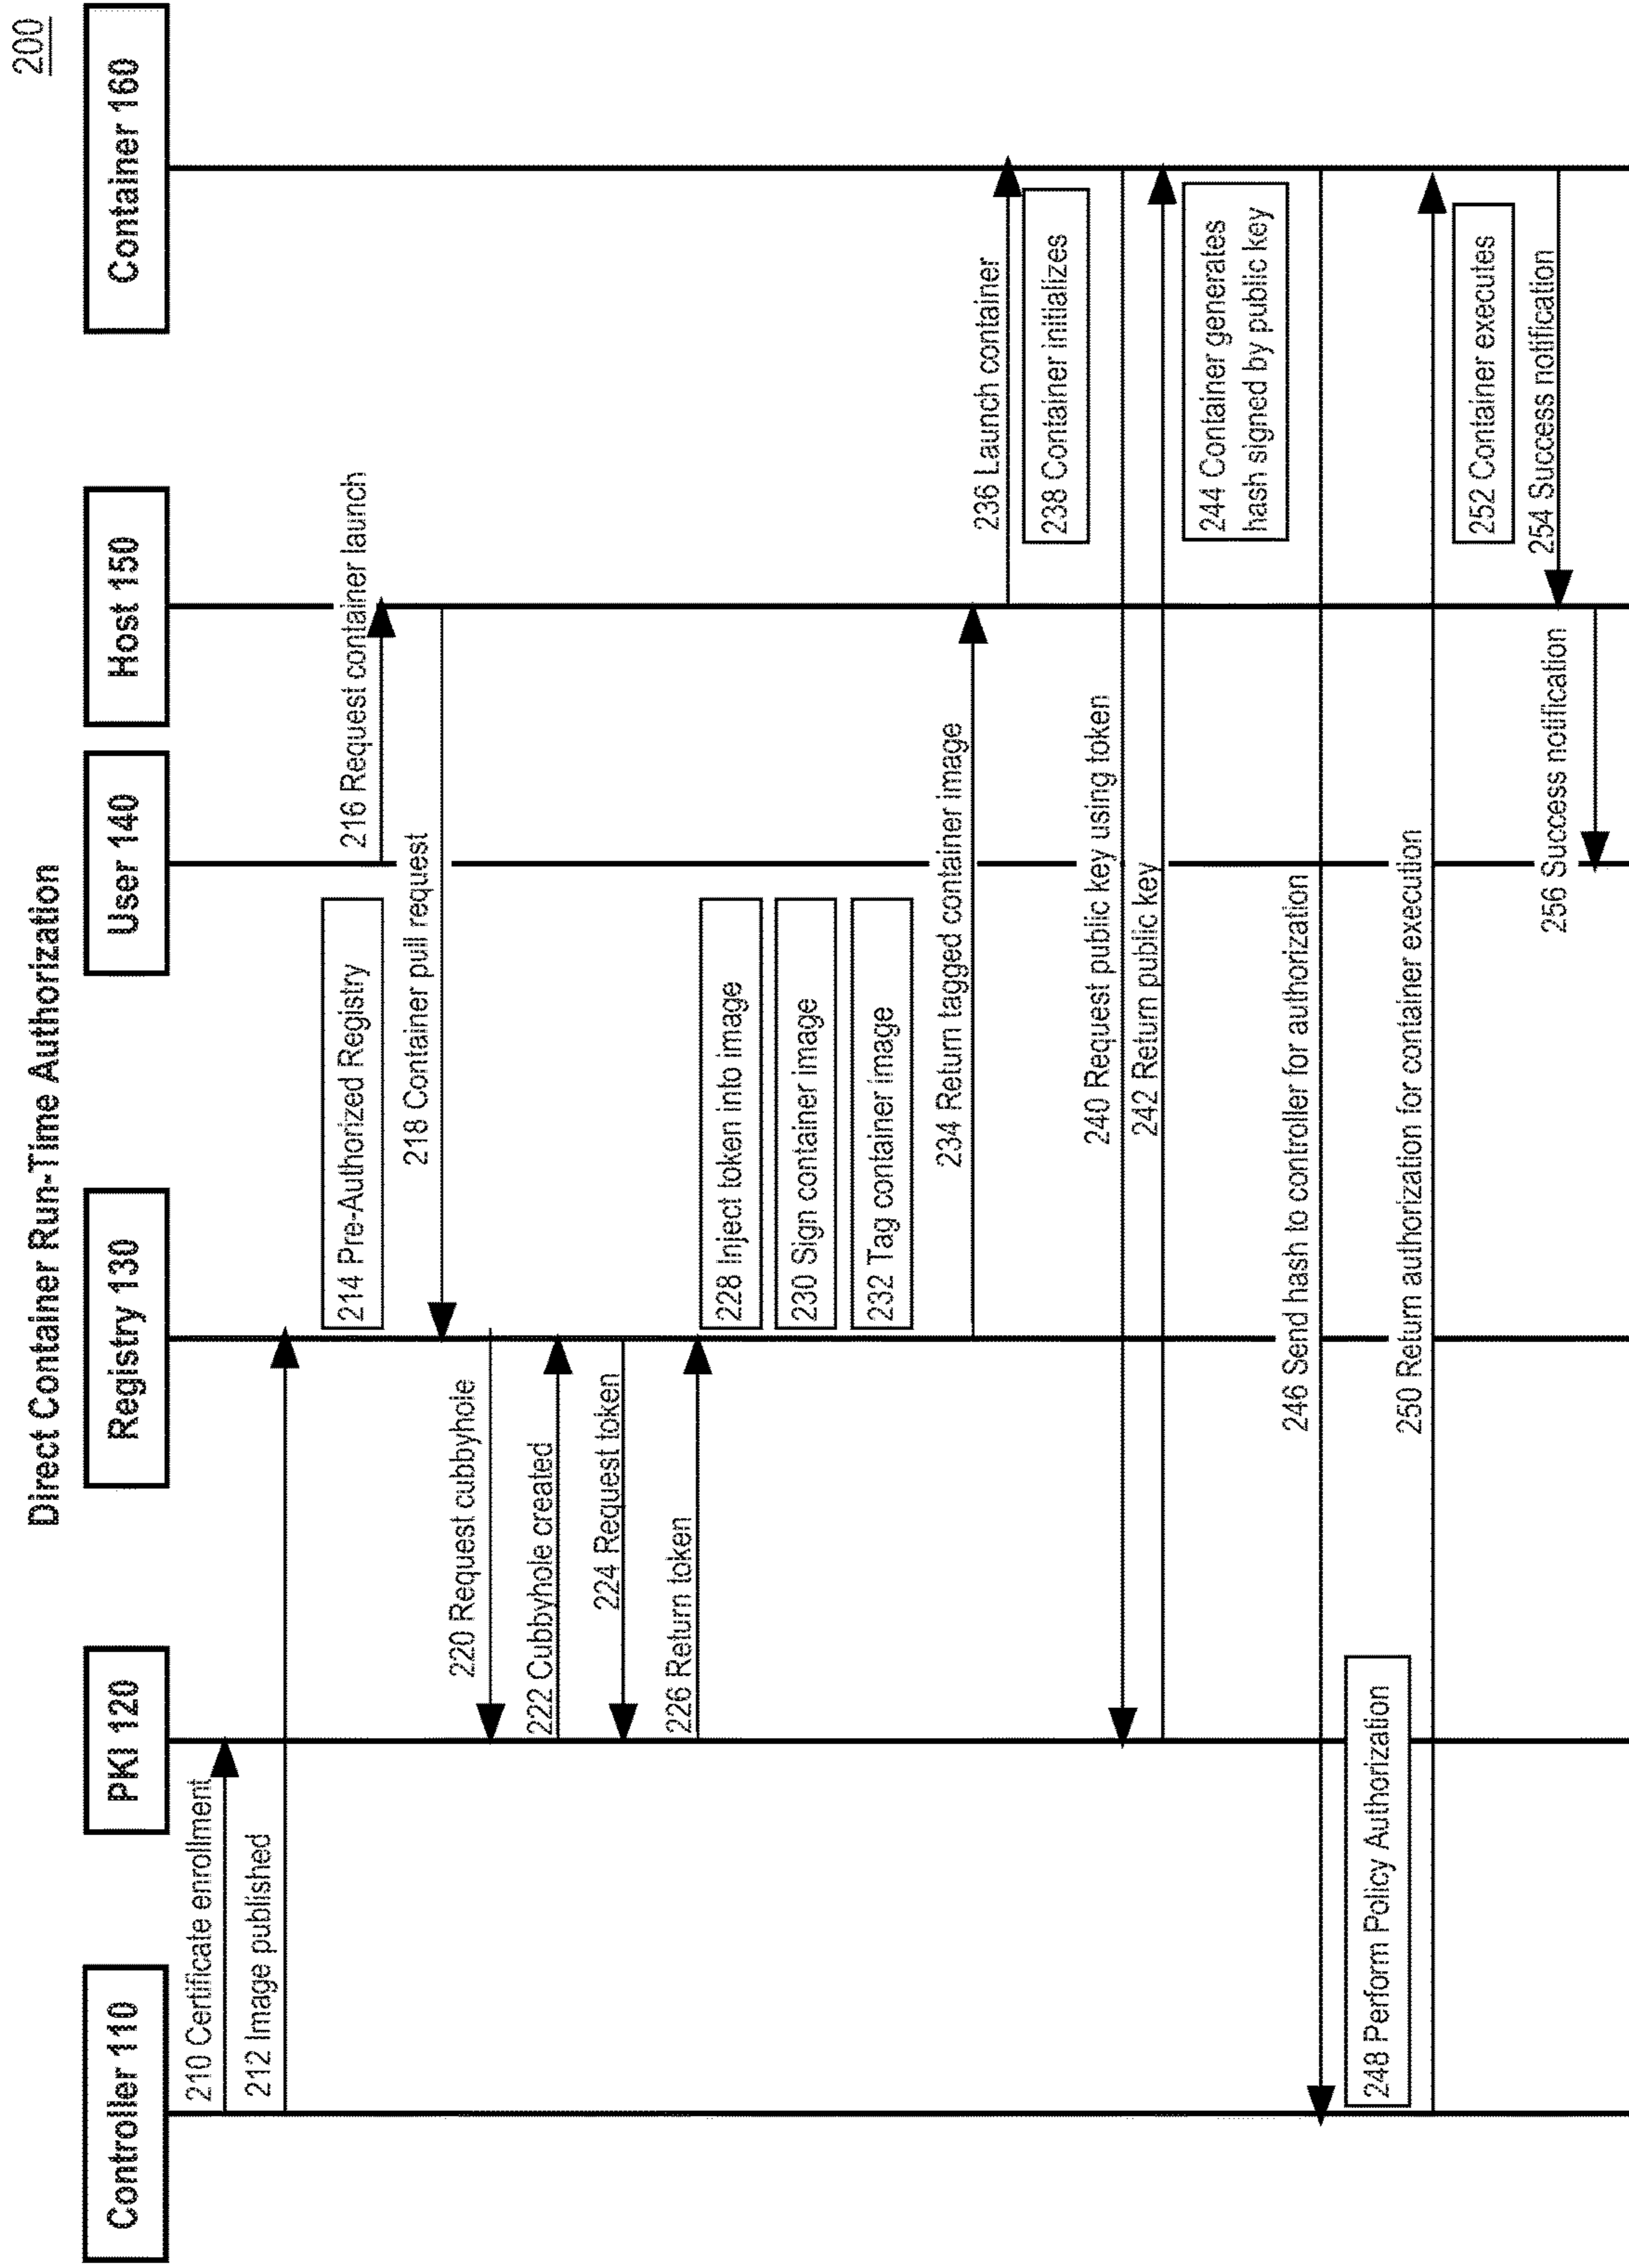 200
Direct Container Run-Time Authorization
Controller 110
PKI 120
Registry 130
User 140
Host 150
Container 160
210 Certificate enrollment
212 Image published
214 Pre-Authorized Registry
216 Request container launch
218 Container pull request
220 Request cubbyhole
222 Cubbyhole created
224 Request token
226 Return token
228 Inject token into image
230 Sign container image
232 Tag container image
234 Return tagged container image
236 Launch container
238 Container initializes
240 Request public key using token
242 Return public key
244 Container generates
hash signed by public key
246 Send hash to controller for authorization
248 Perform Policy Authorization
250 Return authorization for container execution
252 Container executes
254 Success notification
256 Success notification